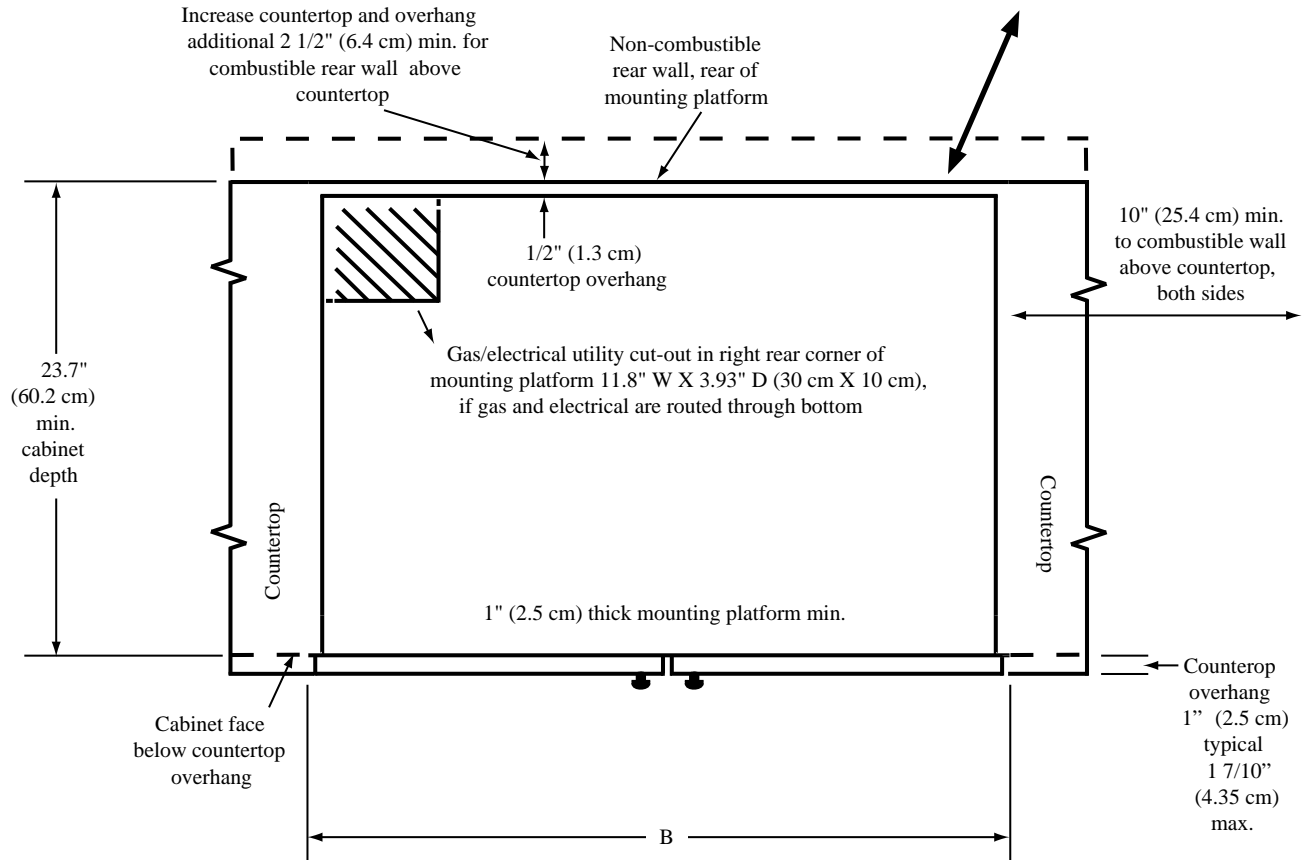 Increase countertop and overhang
additional 2 1/2" (6.4 cm) min. for
combustible rear wall above
countertop
Non-combustible
rear wall, rear of
mounting platform
10" (25.4 cm) min.
to combustible wall
above countertop,
both sides
1/2" (1.3 cm)
countertop overhang
Gas/electrical utility cut-out in right rear corner of
mounting platform 11.8" W X 3.93" D (30 cm X 10 cm),
if gas and electrical are routed through bottom
23.7"
(60.2 cm)
min.
cabinet
depth
Countertop
Countertop
1" (2.5 cm) thick mounting platform min.
Cabinet face
below countertop
overhang
Counterop
overhang
1” (2.5 cm)
typical
1 7/10”
(4.35 cm)
max.
B